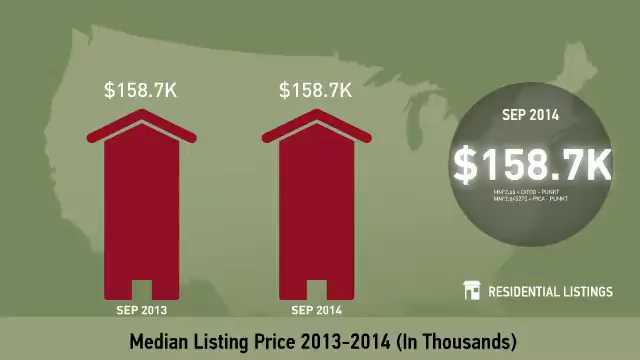 $158.7K
$158.7K
SEP 2014
$158.7K
SEP 2013
SEP 2014
RESIDENTIAL LISTINGS
Median Listing Price 2013-2014 (In Thousands)